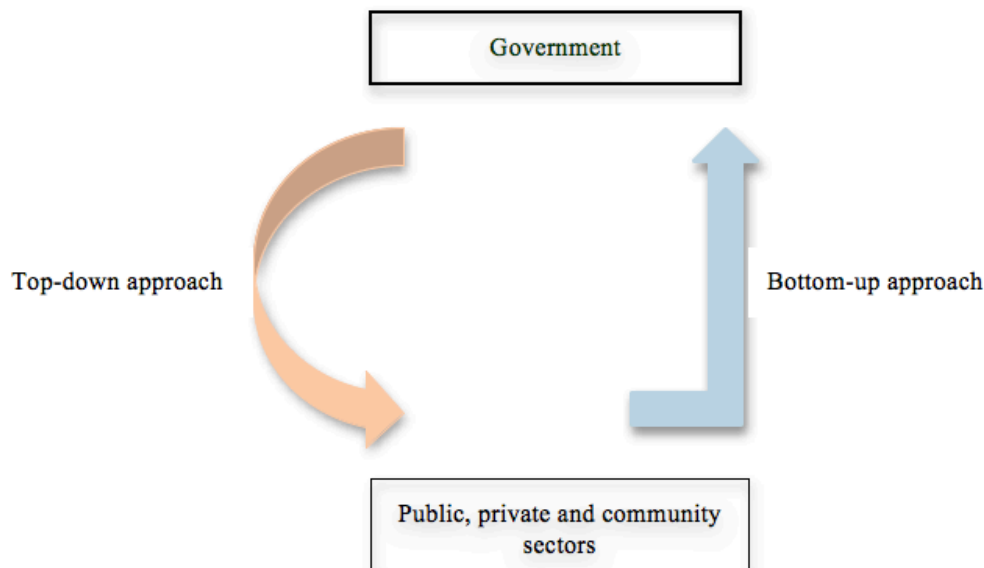 Government
Top-down approach
Bottom-up approach
Public, private and community
sectors